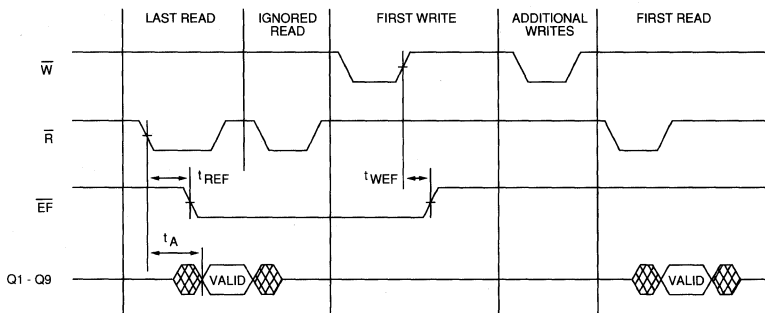 LAST READ
IGNORED
READ
FIRST WRITE
ADDITIONAL
WRITES
FIRST READ
W̅
R̅
tREF
tWEF
E̅F̅
tA
Q1 - Q9
VALID
VALID